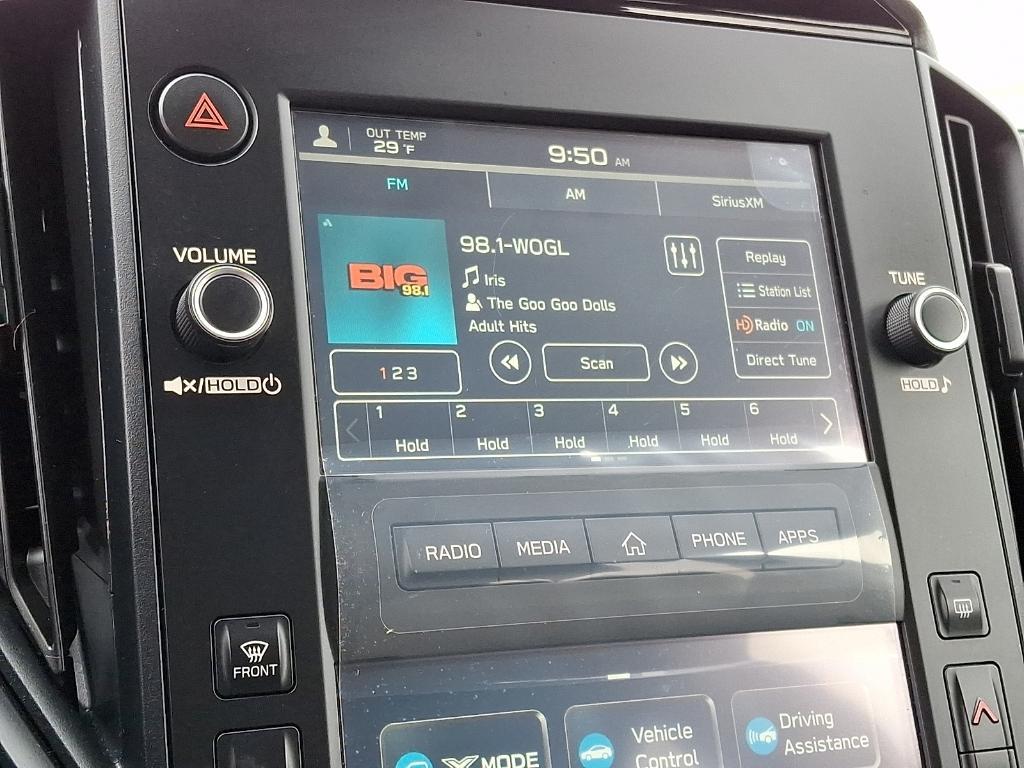 OUT TEMP
29 °F
9:50 AM
FM
AM
SiriusXM
BIG
98.1
98.1-WOGL
Iris
The Goo Goo Dolls
Adult Hits
Replay
Station List
HD Radio ON
Direct Tune
1 2 3
Scan
1 2 3 4 5 6
Hold Hold Hold Hold Hold Hold
VOLUME
/HOLD
TUNE
HOLD
RADIO
MEDIA
PHONE
APPS
FRONT
X MODE
Vehicle
Control
Driving
Assistance